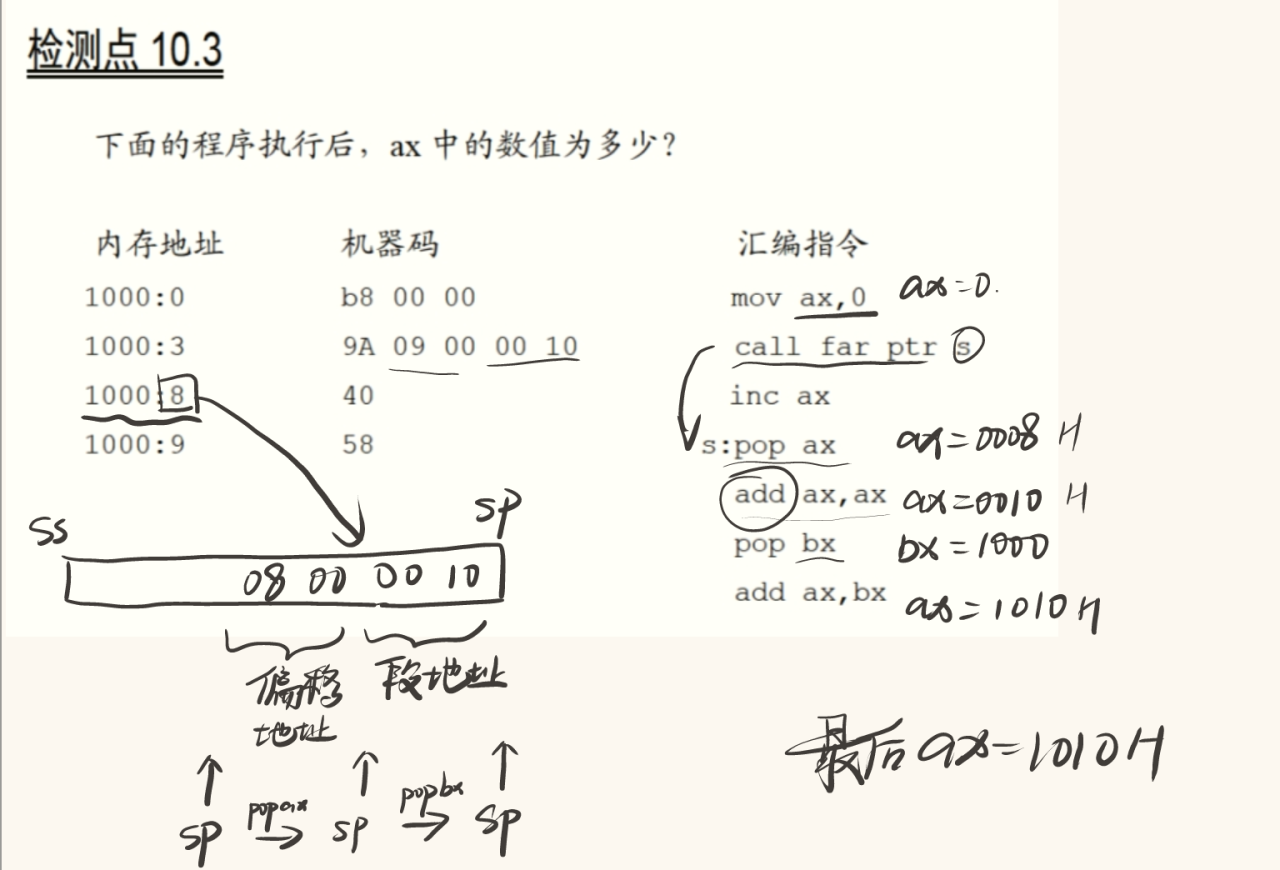 检测点 10.3
下面的程序执行后，ax 中的数值为多少？
内存地址 机器码 汇编指令
1000:0 b8 00 00 mov ax,0 ax=0.
1000:3 9A 09 00 00 10 call far ptr s
1000:8 40 inc ax
1000:9 58 s:pop ax ax=0008 H
add ax,ax ax=0010 H
pop bx bx=1000
add ax,bx ax=1010H
SS SP
08 00 00 10
偏移地址 段地址
SP popax SP popbx SP
最后 ax=1010H